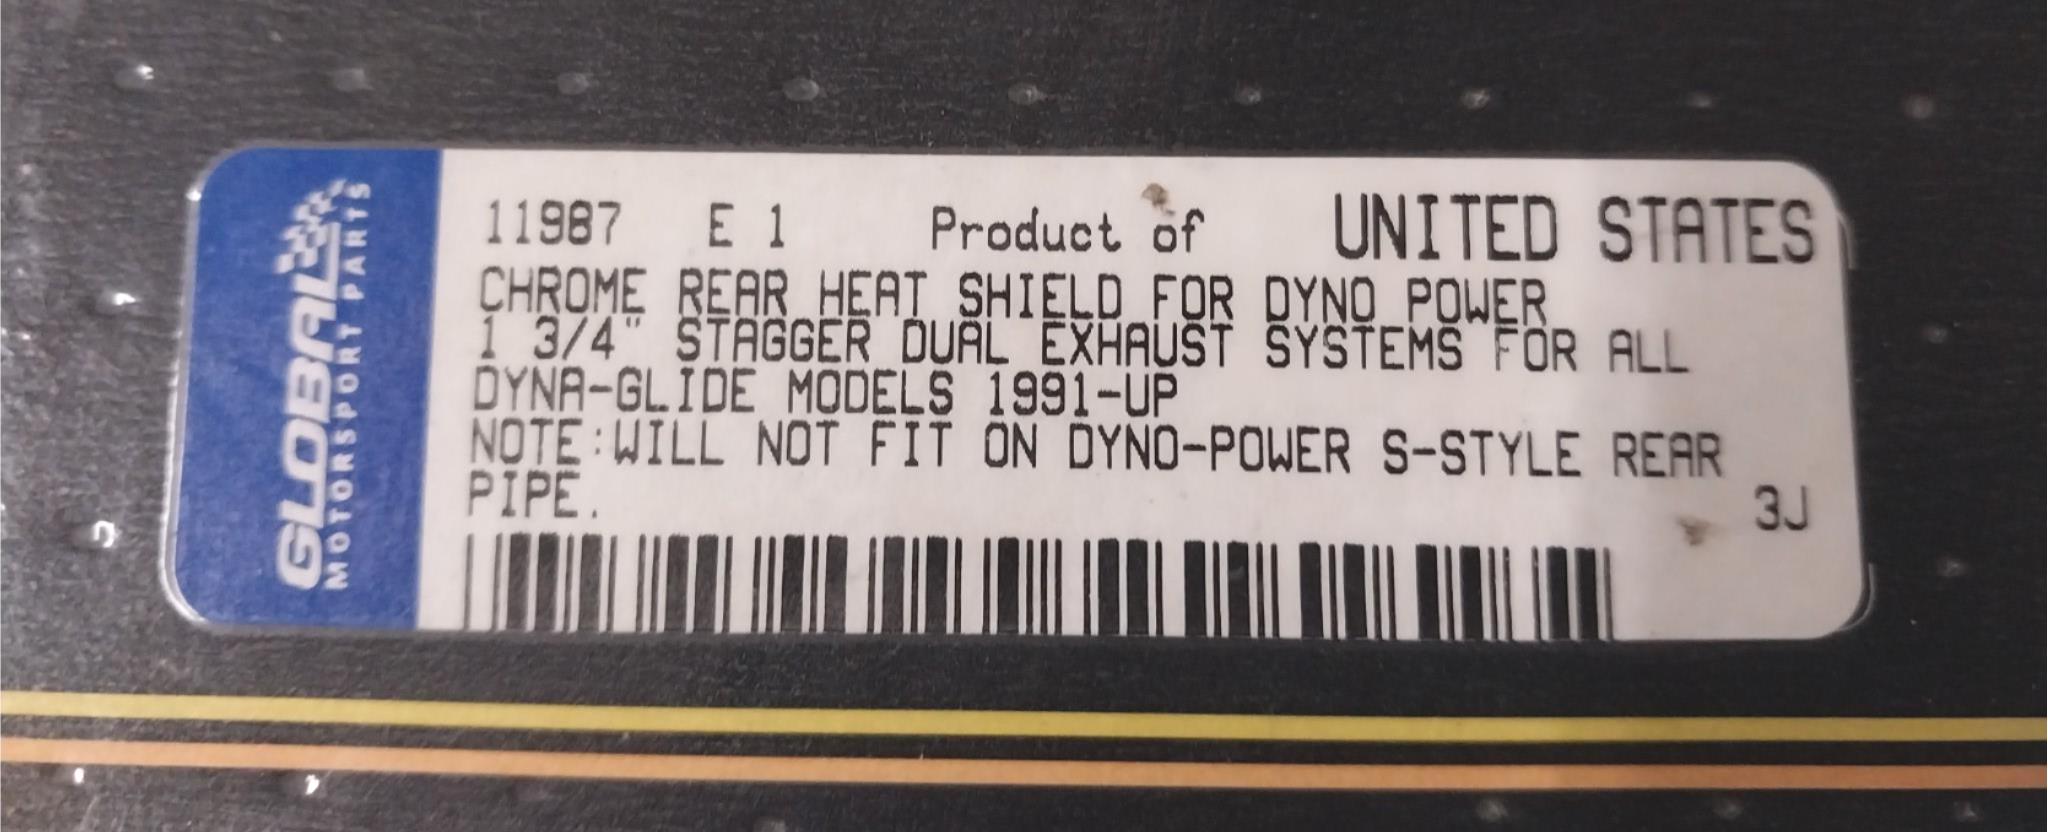 GLOBAL
MOTORSPORT PARTS
11987 E 1 Product of UNITED STATES
CHROME REAR HEAT SHIELD FOR DYNO POWER
1 3/4" STAGGER DUAL EXHAUST SYSTEMS FOR ALL
DYNA-GLIDE MODELS 1991-UP
NOTE:WILL NOT FIT ON DYNO-POWER S-STYLE REAR
PIPE.
3J